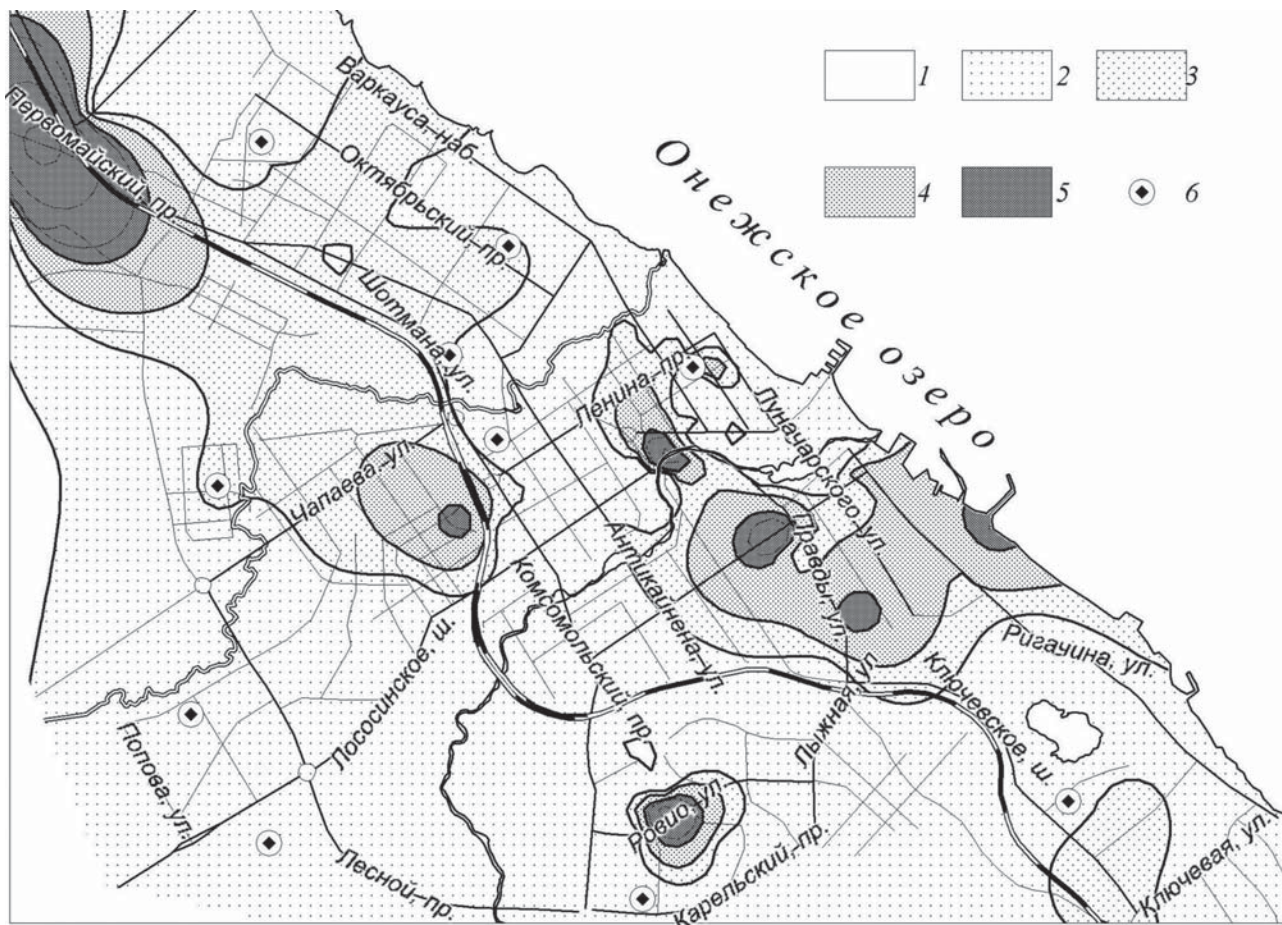 1
2
3
4
5
6
Онежское озеро
Первомайский, пр.
Варкауса, наб.
Октябрьский, пр.
Шотмана, ул.
Ленина, пр.
Луначарского, ул.
Чапаева, ул.
Правды, ул.
Антикайнена, ул.
Комсомольский, пр.
Лососинское, ш.
Ригачина, ул.
Ключевское, ш.
Лыжная, ул.
Попова, ул.
Ровио, ул.
Лесной, пр.
Карельский, пр.
Ключевая, ул.